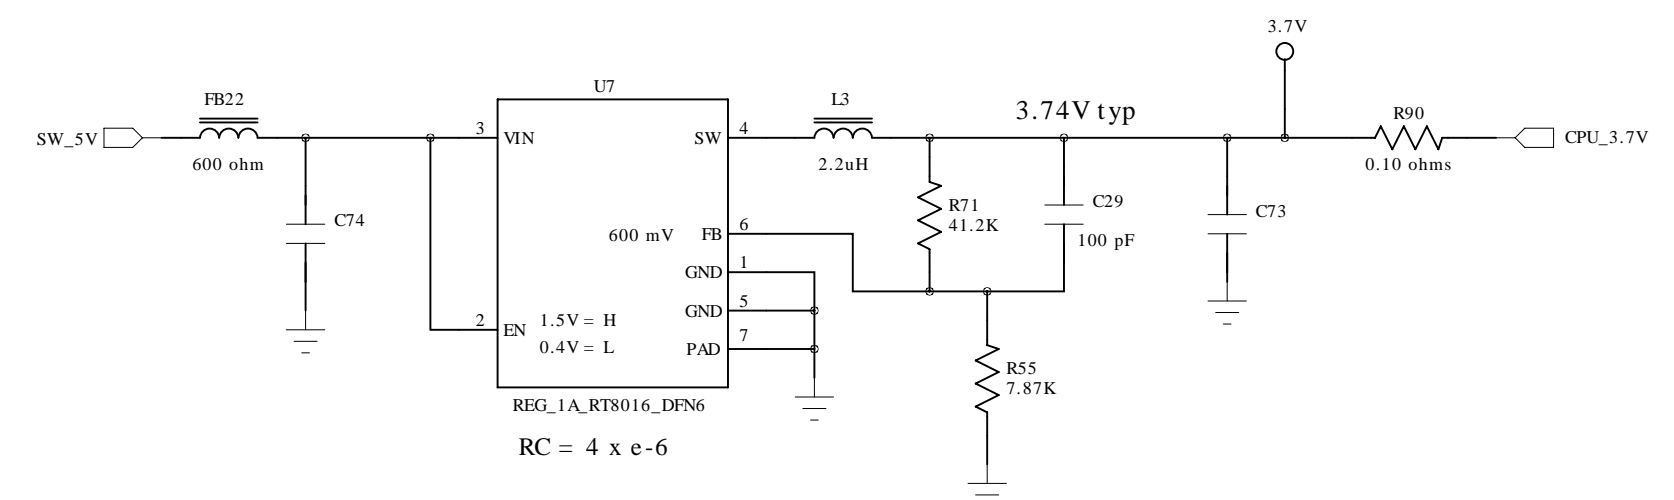 3.7V
U7
FB22
L3
3.74V typ
R90
SW_5V
3
VIN
SW
4
CPU_3.7V
600 ohm
2.2uH
0.10 ohms
C74
R71
41.2K
C29
C73
600 mV
FB
6
100 pF
GND
1
GND
5
2
EN
1.5V = H
0.4V = L
PAD
7
R55
7.87K
REG_1A_RT8016_DFN6
RC = 4 x e-6